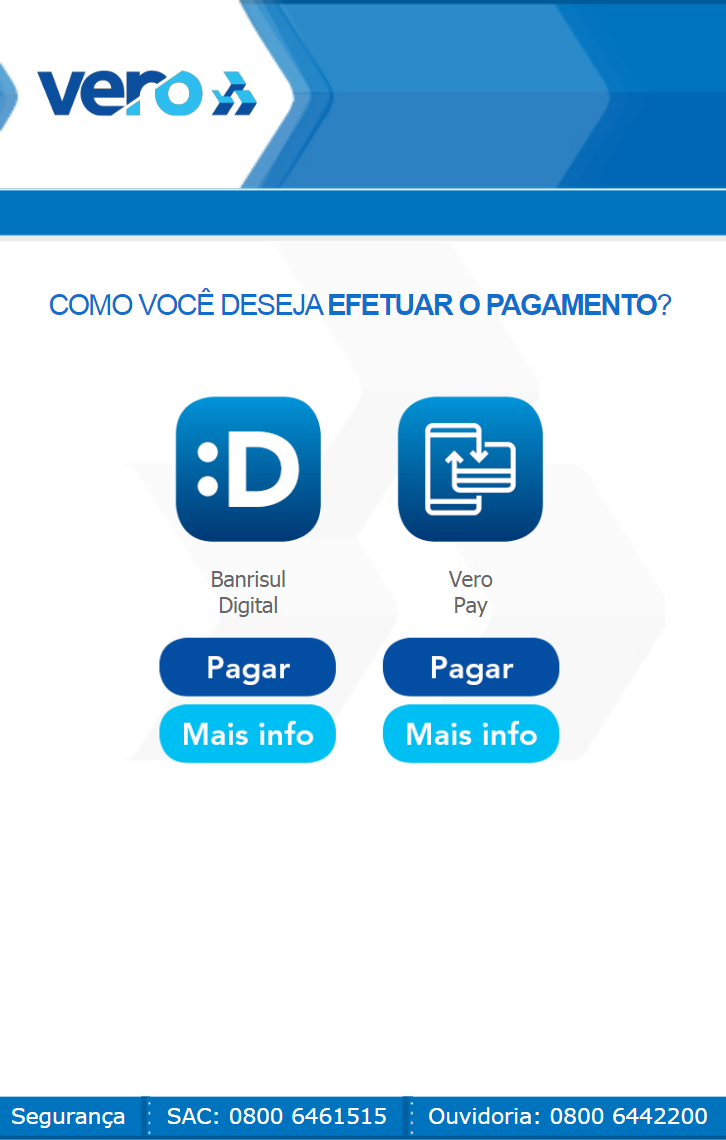 vero
COMO VOCÊ DESEJA EFETUAR O PAGAMENTO?
:D
Banrisul
Digital
Vero
Pay
Pagar
Pagar
Mais info
Mais info
Segurança
SAC: 0800 6461515
Ouvidoria: 0800 6442200